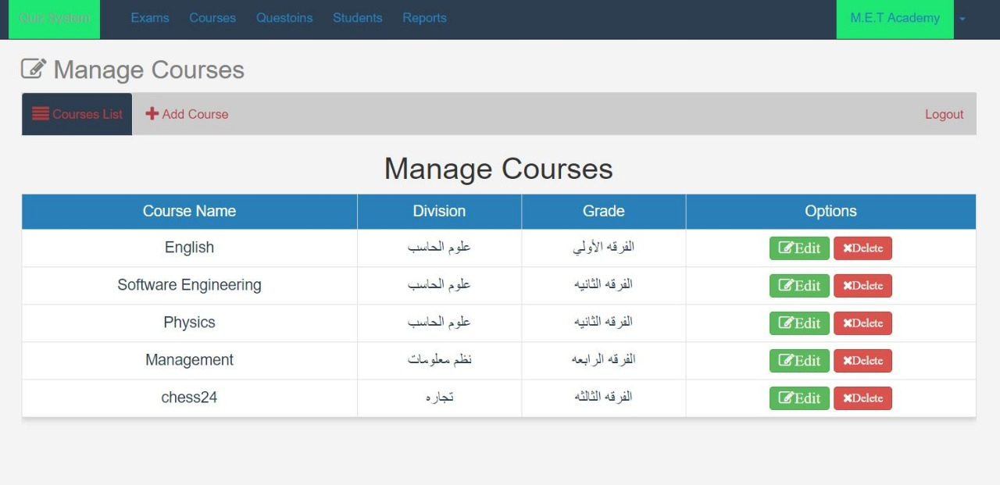 Quiz System Exams Courses Questoins Students Reports M.E.T Academy
Manage Courses
Courses List Add Course Logout
Manage Courses
Course Name Division Grade Options
English علوم الحاسب الفرقه الأولي Edit Delete
Software Engineering علوم الحاسب الفرقه الثانيه Edit Delete
Physics علوم الحاسب الفرقه الثانيه Edit Delete
Management نظم معلومات الفرقه الرابعه Edit Delete
chess24 تجاره الفرقه الثالثه Edit Delete